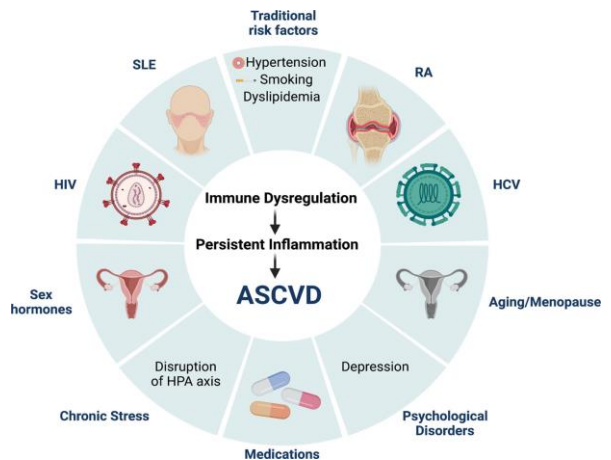 Traditional
risk factors
SLE
Hypertension
Smoking
Dyslipidemia
RA
HIV
HCV
Immune Dysregulation
Persistent Inflammation
ASCVD
Sex
hormones
Aging/Menopause
Disruption
of HPA axis
Depression
Chronic Stress
Medications
Psychological
Disorders